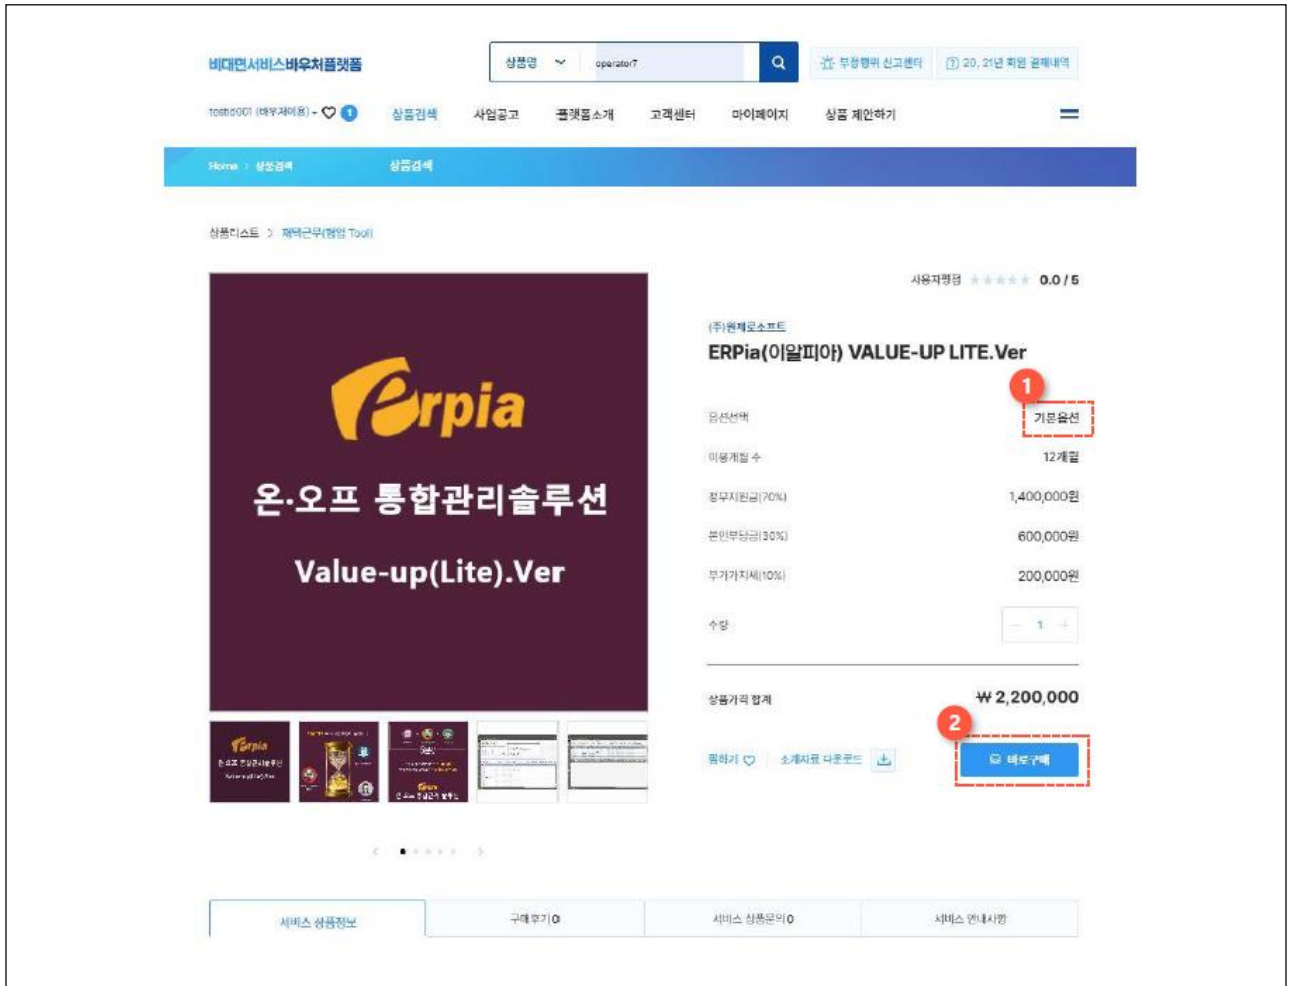 비대면서비스바우처플랫폼
상품명
operator7
부정행위 신고센터
20, 21년 회원 결제내역
testid001 (바우처이용)
1
상품검색
사업공고
플랫폼소개
고객센터
마이페이지
상품 제안하기
Home > 상품검색
상품검색
상품리스트 > 재택근무(협업 Tool)
사용자평점 ★★★★★ 0.0 / 5
(주)원제로소프트
ERPia(이알피아) VALUE-UP LITE.Ver
1
옵션선택 기본옵션
이용개월 수 12개월
정부지원금(70%) 1,400,000원
본인부담금(30%) 600,000원
부가가치세(10%) 200,000원
수량 - 1 +
상품가격 합계 ₩ 2,200,000
2
찜하기 ♡ 소개자료 다운로드
바로구매
erpia
온·오프 통합관리솔루션
Value-up(Lite).Ver
서비스 상품정보
구매후기 0
서비스 상품문의 0
서비스 안내사항